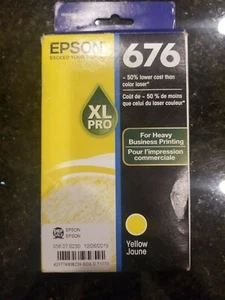 EPSON
EXCEED YOUR VISION
676
~50% lower cost than
color laser*
Coût de ~ 50 % de moins
que celui du laser couleur*
XL
PRO
For Heavy
Business Printing
Pour l'impression
commerciale
EPSON
EPSON
Yellow
Jaune